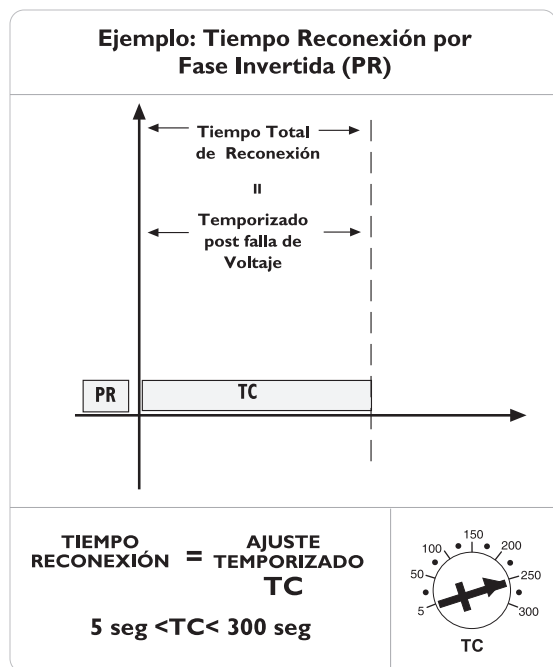 Ejemplo: Tiempo Reconexión por
Fase Invertida (PR)
Tiempo Total
de Reconexión
=
Temporizado
post falla de
Voltaje
PR
TC
TIEMPO
RECONEXIÓN
=
AJUSTE
TEMPORIZADO
TC
5 seg <TC< 300 seg
5
50
100
150
200
250
300
TC